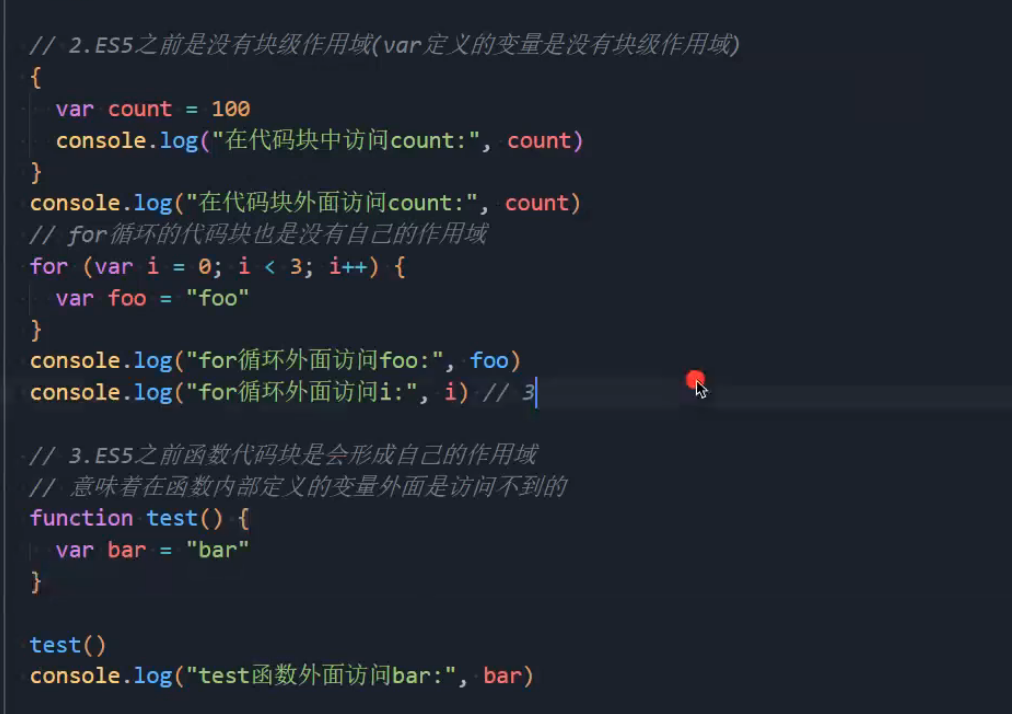 // 2.ES5之前是没有块级作用域(var定义的变量是没有块级作用域)
{
var count = 100
console.log("在代码块中访问count:", count)
}
console.log("在代码块外面访问count:", count)
// for循环的代码块也是没有自己的作用域
for (var i = 0; i < 3; i++) {
var foo = "foo"
}
console.log("for循环外面访问foo:", foo)
console.log("for循环外面访问i:", i) // 3
// 3.ES5之前函数代码块是会形成自己的作用域
// 意味着在函数内部定义的变量外面是访问不到的
function test() {
var bar = "bar"
}
test()
console.log("test函数外面访问bar:", bar)